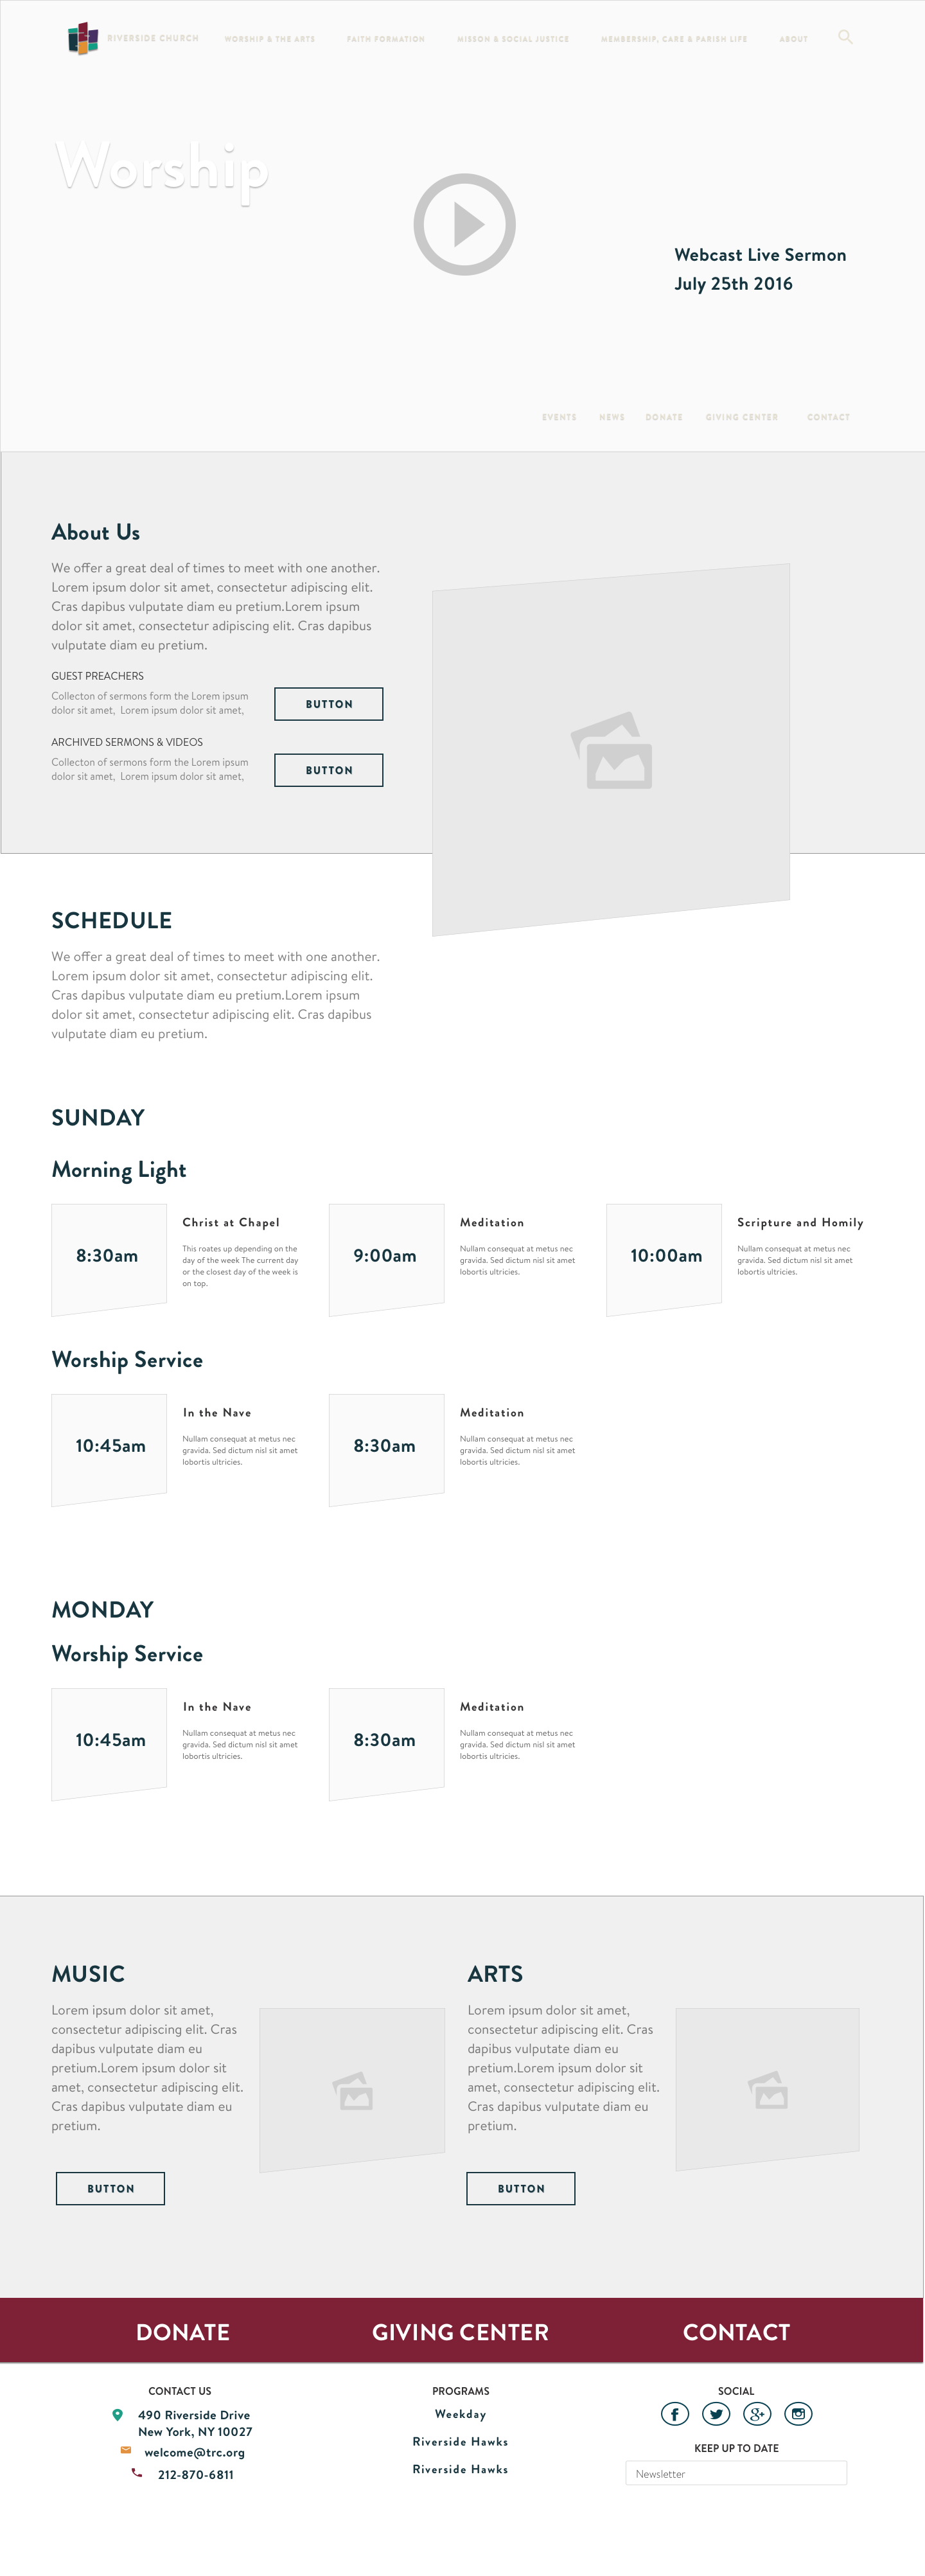 RIVERSIDE CHURCH
WORSHIP & THE ARTS
FAITH FORMATION
MISSON & SOCIAL JUSTICE
MEMBERSHIP, CARE & PARISH LIFE
ABOUT
Worship
Webcast Live Sermon
July 25th 2016
EVENTS
NEWS
DONATE
GIVING CENTER
CONTACT
About Us
We offer a great deal of times to meet with one another.
Lorem ipsum dolor sit amet, consectetur adipiscing elit.
Cras dapibus vulputate diam eu pretium.Lorem ipsum
dolor sit amet, consectetur adipiscing elit. Cras dapibus
vulputate diam eu pretium.
GUEST PREACHERS
Collecton of sermons form the Lorem ipsum
dolor sit amet, Lorem ipsum dolor sit amet,
BUTTON
ARCHIVED SERMONS & VIDEOS
Collecton of sermons form the Lorem ipsum
dolor sit amet, Lorem ipsum dolor sit amet,
BUTTON
SCHEDULE
We offer a great deal of times to meet with one another.
Lorem ipsum dolor sit amet, consectetur adipiscing elit.
Cras dapibus vulputate diam eu pretium.Lorem ipsum
dolor sit amet, consectetur adipiscing elit. Cras dapibus
vulputate diam eu pretium.
SUNDAY
Morning Light
8:30am
Christ at Chapel
This roates up depending on the
day of the week The current day
or the closest day of the week is
on top.
9:00am
Meditation
Nullam consequat at metus nec
gravida. Sed dictum nisl sit amet
lobortis ultricies.
10:00am
Scripture and Homily
Nullam consequat at metus nec
gravida. Sed dictum nisl sit amet
lobortis ultricies.
Worship Service
10:45am
In the Nave
Nullam consequat at metus nec
gravida. Sed dictum nisl sit amet
lobortis ultricies.
8:30am
Meditation
Nullam consequat at metus nec
gravida. Sed dictum nisl sit amet
lobortis ultricies.
MONDAY
Worship Service
10:45am
In the Nave
Nullam consequat at metus nec
gravida. Sed dictum nisl sit amet
lobortis ultricies.
8:30am
Meditation
Nullam consequat at metus nec
gravida. Sed dictum nisl sit amet
lobortis ultricies.
MUSIC
Lorem ipsum dolor sit amet,
consectetur adipiscing elit. Cras
dapibus vulputate diam eu
pretium.Lorem ipsum dolor sit
amet, consectetur adipiscing elit.
Cras dapibus vulputate diam eu
pretium.
BUTTON
ARTS
Lorem ipsum dolor sit amet,
consectetur adipiscing elit. Cras
dapibus vulputate diam eu
pretium.Lorem ipsum dolor sit
amet, consectetur adipiscing elit.
Cras dapibus vulputate diam eu
pretium.
BUTTON
DONATE
GIVING CENTER
CONTACT
CONTACT US
490 Riverside Drive
New York, NY 10027
welcome@trc.org
212-870-6811
PROGRAMS
Weekday
Riverside Hawks
Riverside Hawks
SOCIAL
KEEP UP TO DATE
Newsletter